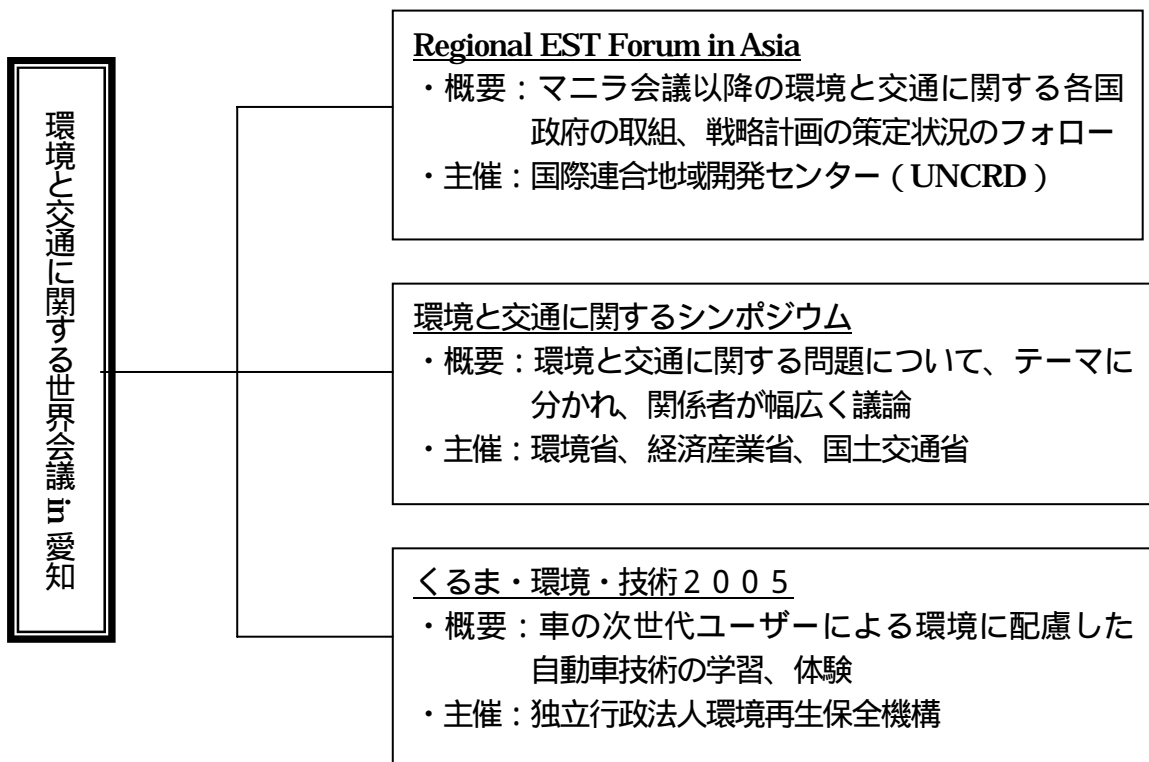 環境と交通に関する世界会議 in 愛知
Regional EST Forum in Asia
・概要：マニラ会議以降の環境と交通に関する各国
政府の取組、戦略計画の策定状況のフォロー
・主催：国際連合地域開発センター（UNCRD）
環境と交通に関するシンポジウム
・概要：環境と交通に関する問題について、テーマに
分かれ、関係者が幅広く議論
・主催：環境省、経済産業省、国土交通省
くるま・環境・技術２００５
・概要：車の次世代ユーザーによる環境に配慮した
自動車技術の学習、体験
・主催：独立行政法人環境再生保全機構